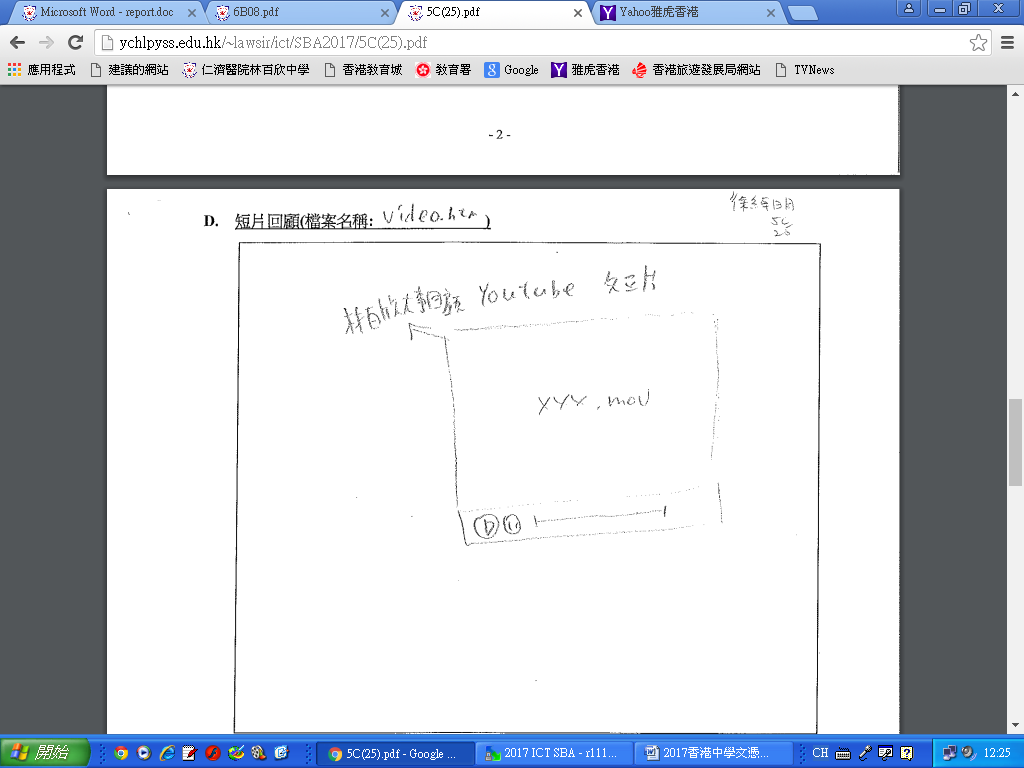 Microsoft Word - report.doc
6B08.pdf
5C(25).pdf
Yahoo雅虎香港
ychlpyss.edu.hk/~lawsir/ict/SBA2017/5C(25).pdf
應用程式 建議的網站 仁濟醫院林百欣中學 香港教育城 教育署 Google 雅虎香港 香港旅遊發展局網站 TVNews
- 2 -
5C
25
D. 短片回顧(檔案名稱: video.htm )
回顧 Youtube 短片
XYX.mov
開始
5C(25).pdf - Google ...
2017 ICT SBA - r111...
2017香港中學文憑...
CH
12:25